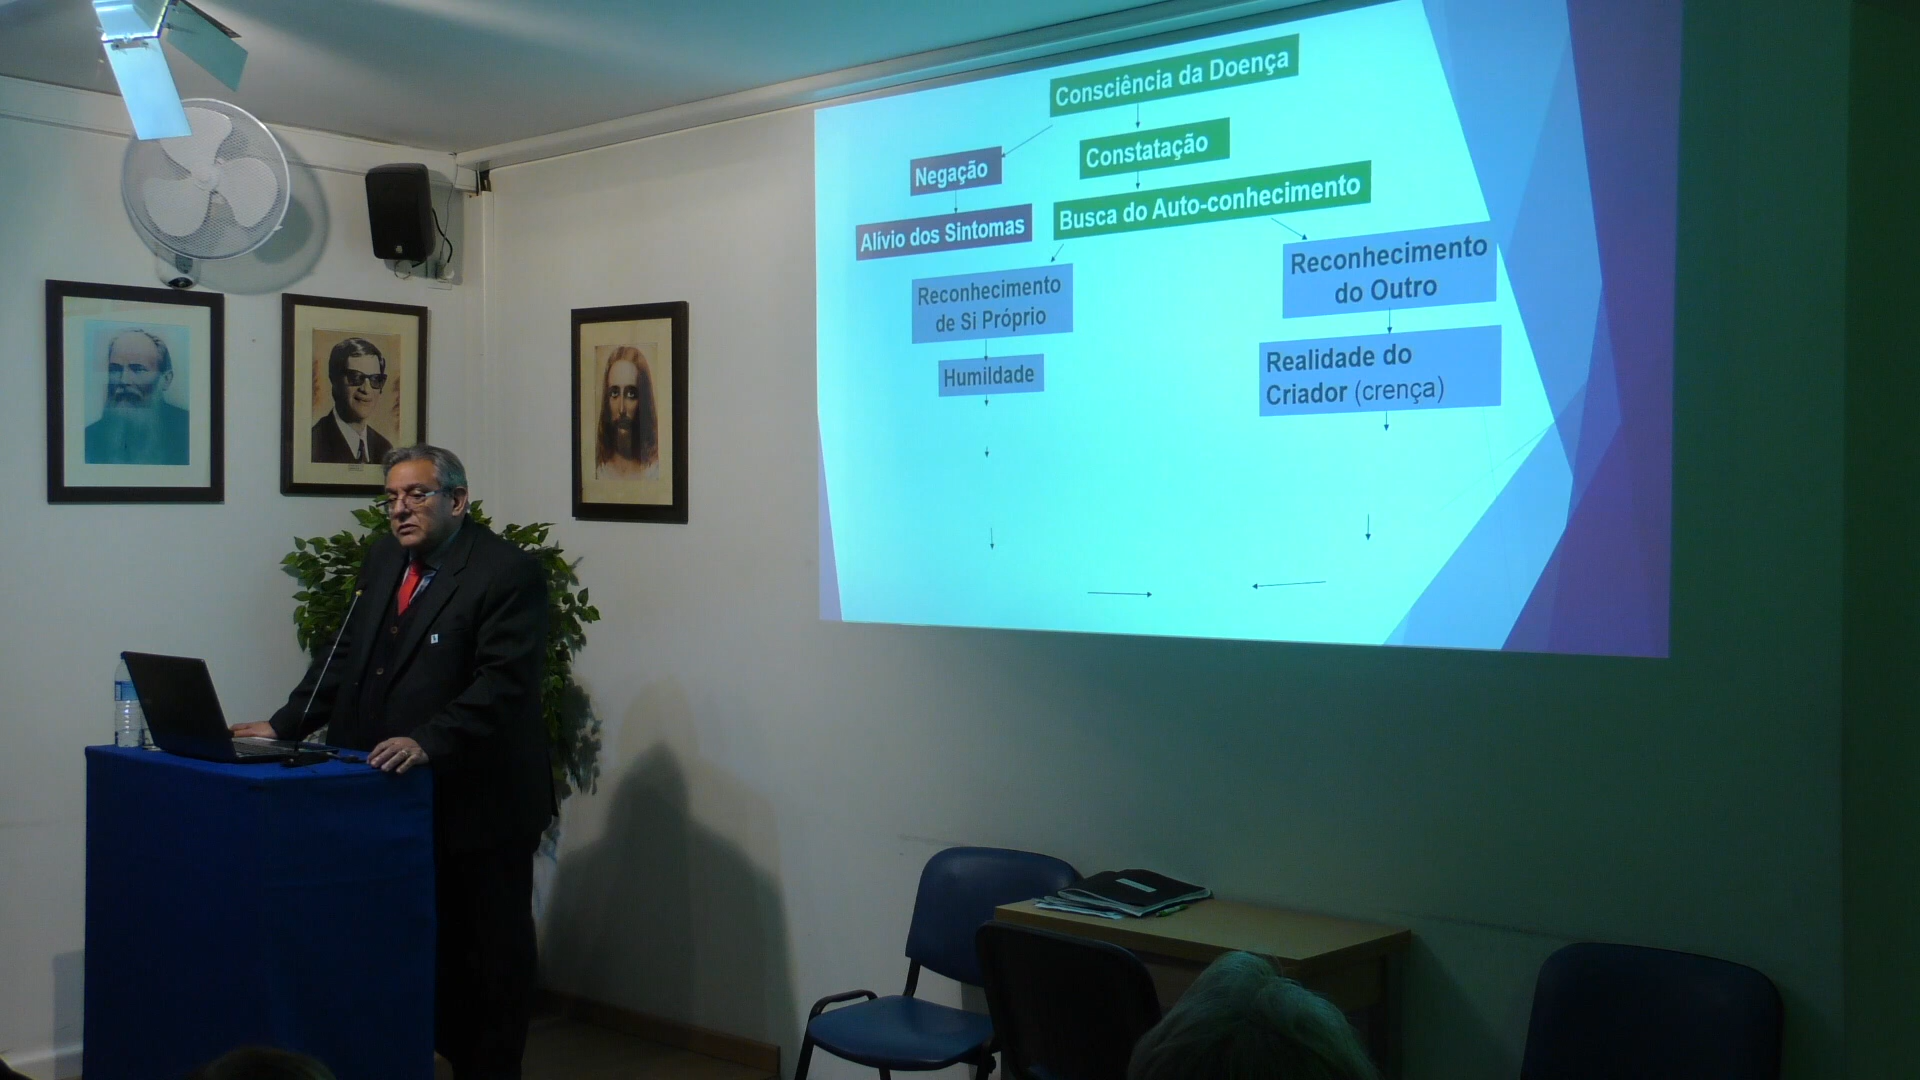 Consciência da Doença
Constatação
Negação
Busca do Auto-conhecimento
Alívio dos Sintomas
Reconhecimento
de Si Próprio
Reconhecimento
do Outro
Humildade
Realidade do
Criador (crença)